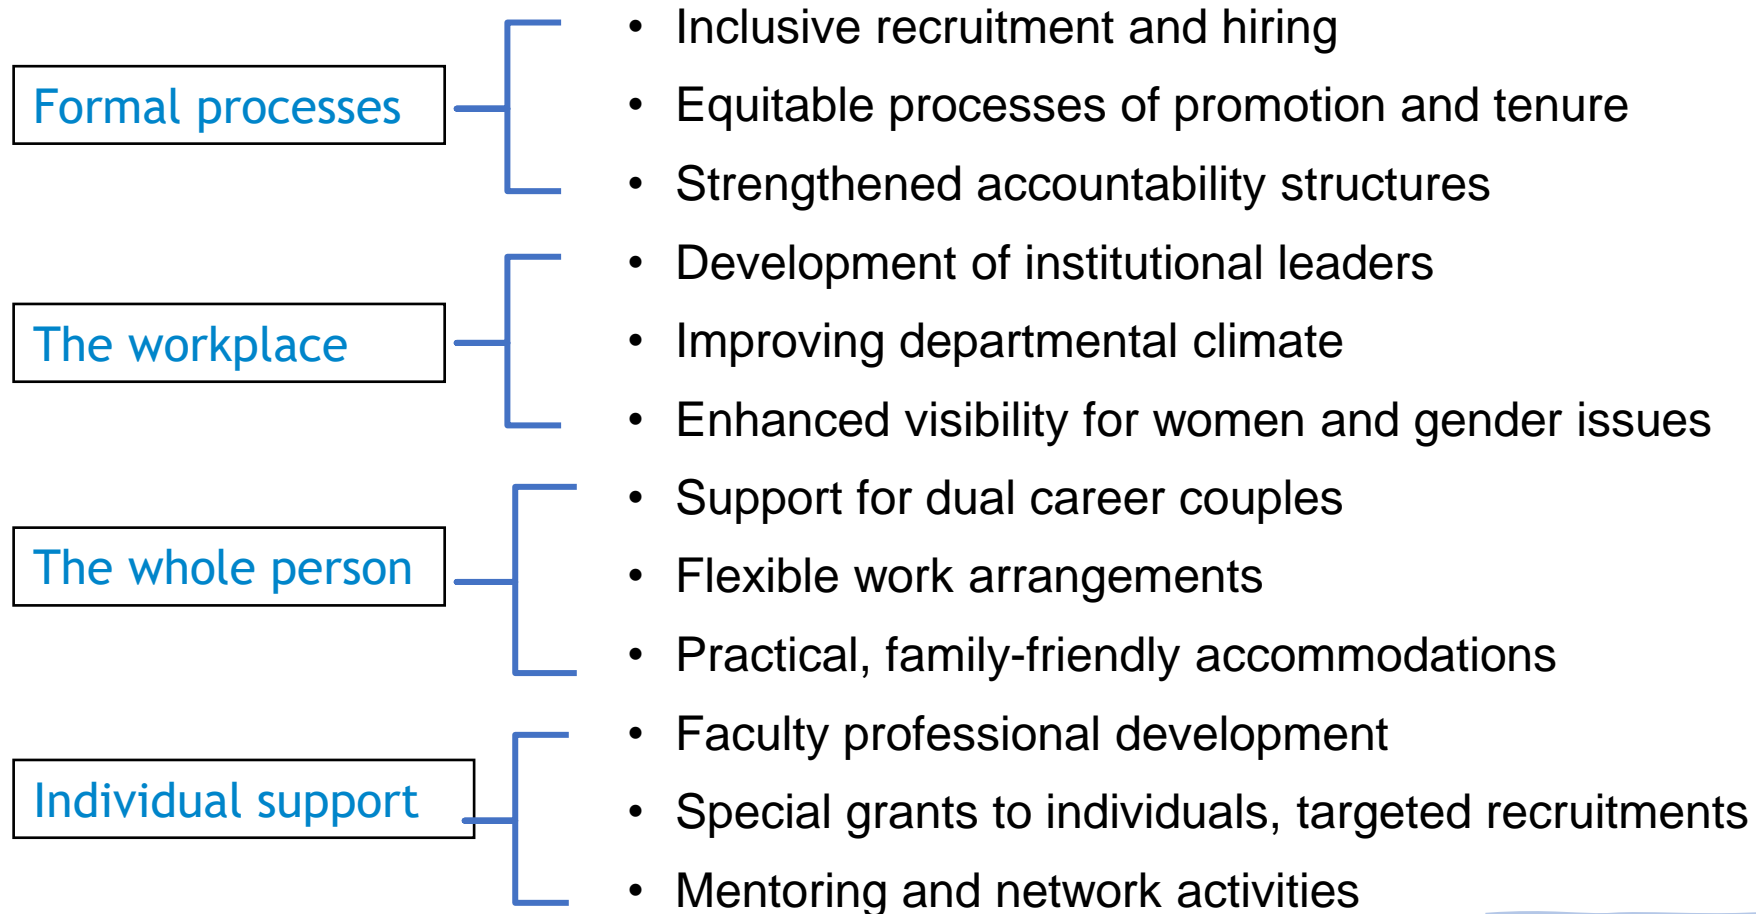 Formal processes
• Inclusive recruitment and hiring
• Equitable processes of promotion and tenure
• Strengthened accountability structures
The workplace
• Development of institutional leaders
• Improving departmental climate
• Enhanced visibility for women and gender issues
The whole person
• Support for dual career couples
• Flexible work arrangements
• Practical, family-friendly accommodations
Individual support
• Faculty professional development
• Special grants to individuals, targeted recruitments
• Mentoring and network activities